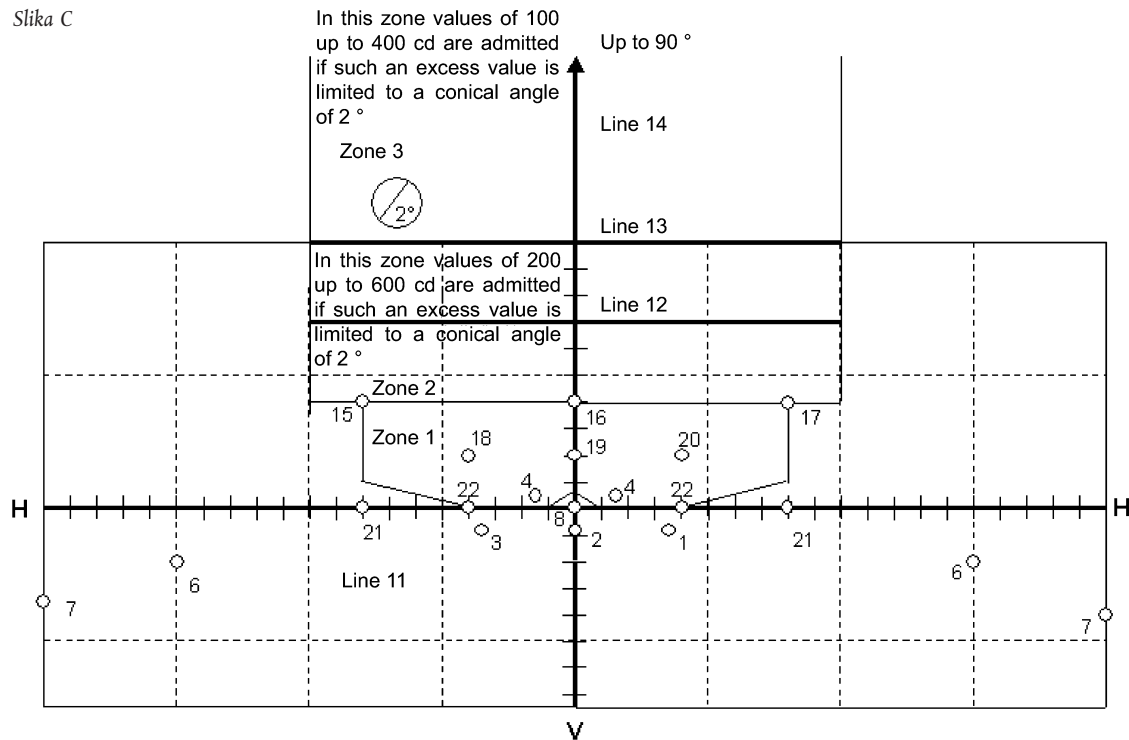 Slika C
In this zone values of 100
up to 400 cd are admitted
if such an excess value is
limited to a conical angle
of 2 °
Up to 90 °
Line 14
Zone 3
2°
Line 13
In this zone values of 200
up to 600 cd are admitted
if such an excess value is
limited to a conical angle
of 2 °
Line 12
Zone 2
15
16
17
Zone 1
18
19
20
4
4
22
22
H
H
8
21
3
2
1
21
Line 11
6
6
7
7
V